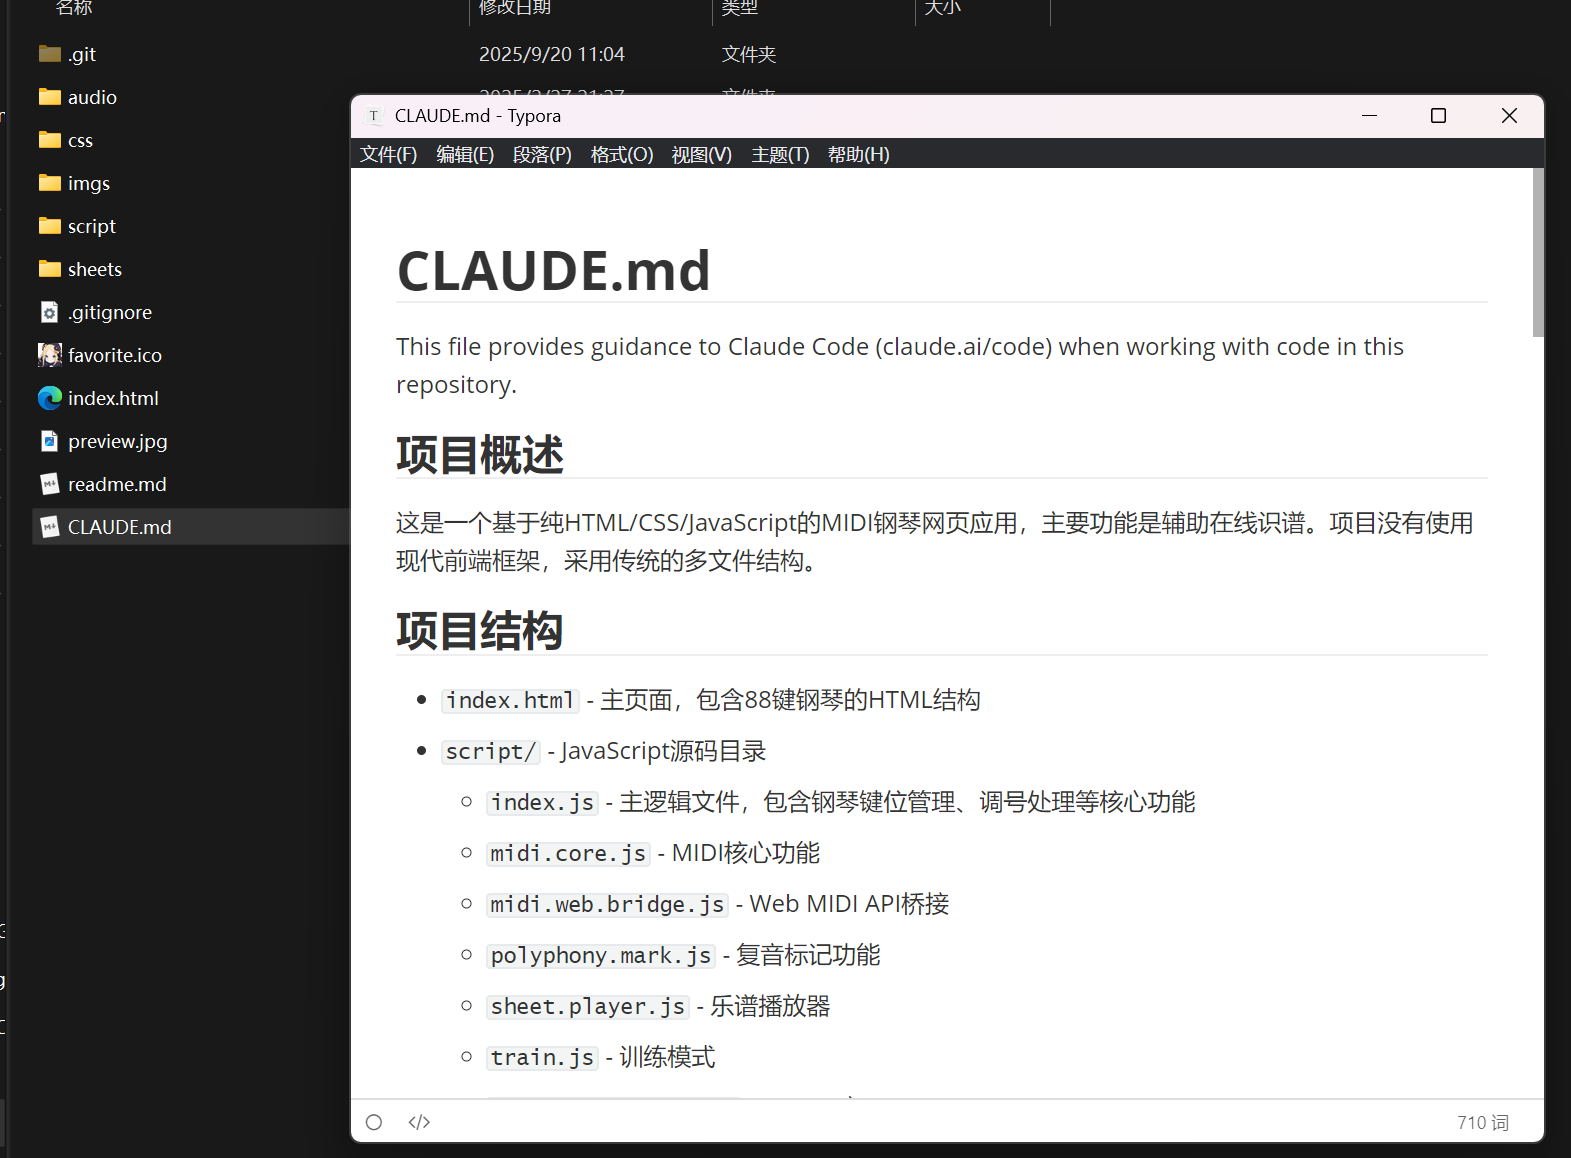 名称
修改日期
类型
大小
.git
2025/9/20 11:04
文件夹
audio
css
imgs
script
sheets
.gitignore
favorite.ico
index.html
preview.jpg
readme.md
CLAUDE.md
CLAUDE.md - Typora
文件(F) 编辑(E) 段落(P) 格式(O) 视图(V) 主题(T) 帮助(H)
CLAUDE.md
This file provides guidance to Claude Code (claude.ai/code) when working with code in this
repository.
项目概述
这是一个基于纯HTML/CSS/JavaScript的MIDI钢琴网页应用，主要功能是辅助在线识谱。项目没有使用
现代前端框架，采用传统的多文件结构。
项目结构
index.html - 主页面，包含88键钢琴的HTML结构
script/ - JavaScript源码目录
index.js - 主逻辑文件，包含钢琴键位管理、调号处理等核心功能
midi.core.js - MIDI核心功能
midi.web.bridge.js - Web MIDI API桥接
polyphony.mark.js - 复音标记功能
sheet.player.js - 乐谱播放器
train.js - 训练模式
710 词